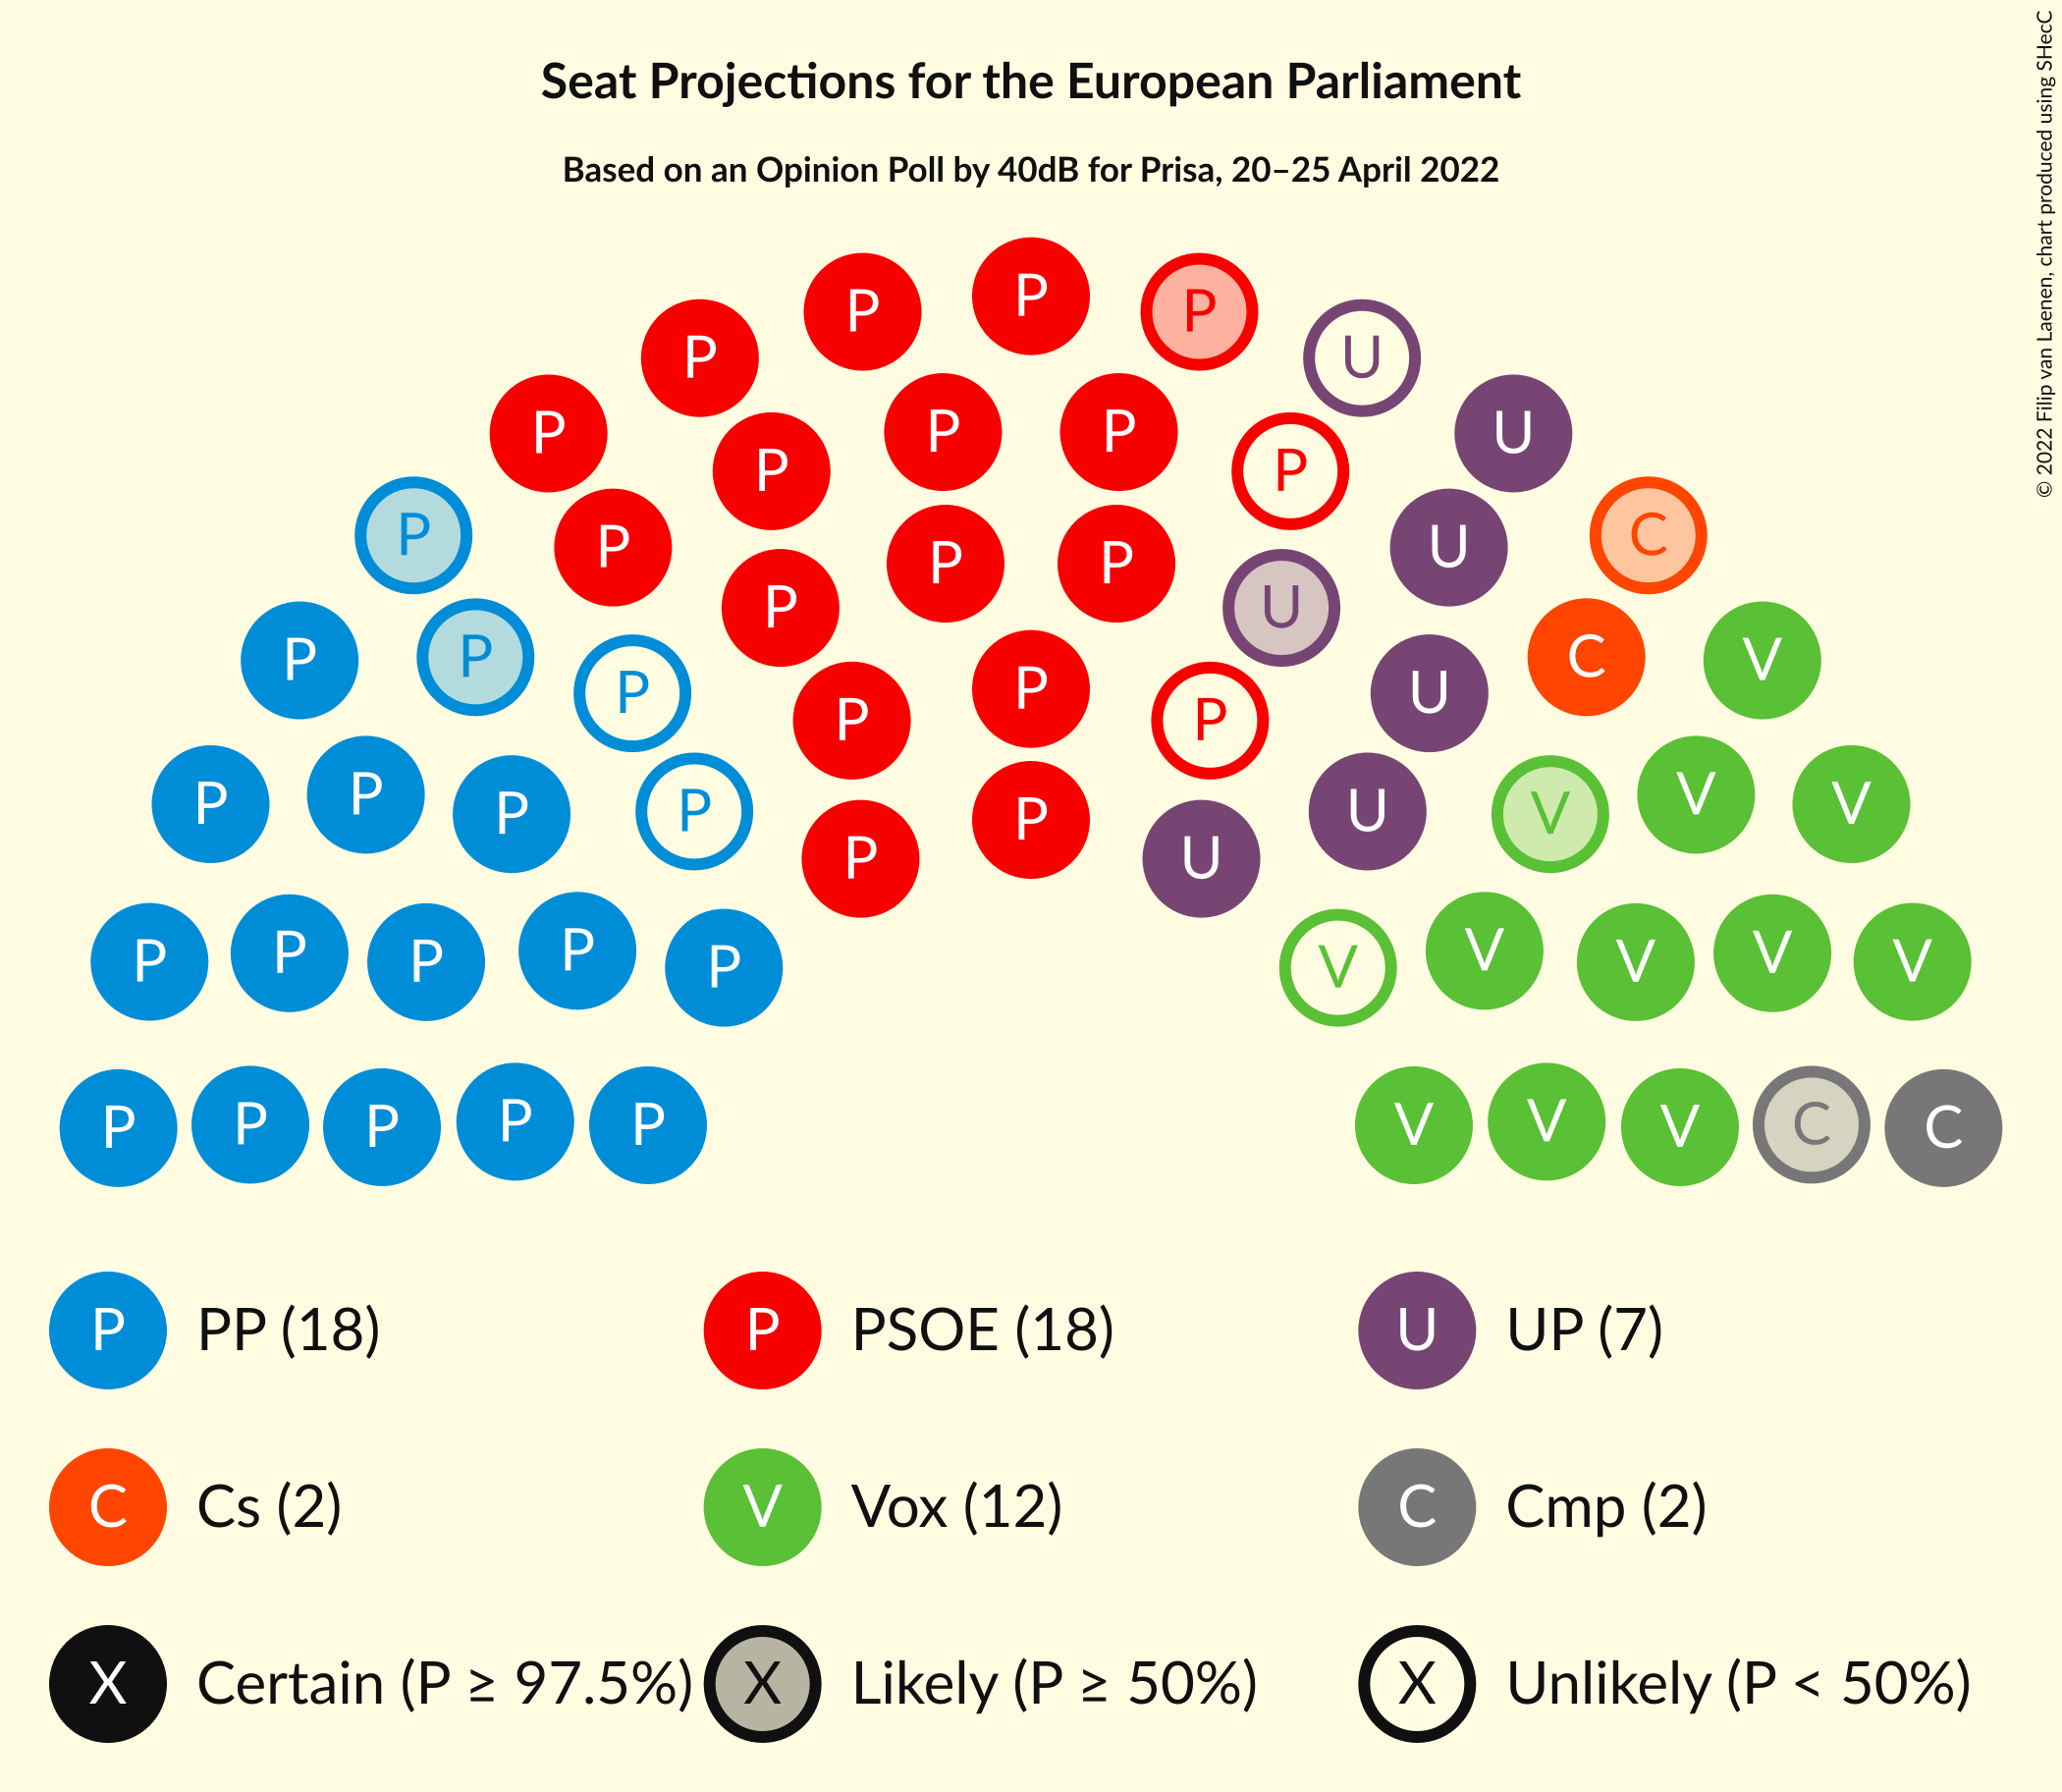 Seat Projections for the European Parliament
Based on an Opinion Poll by 40dB for Prisa, 20–25 April 2022
© 2022 Filip van Laenen, chart produced using SHecC
P
P P
P U
P U
P P
P P
U
P P
P C
P U
P P
P U
P P C
P V
P U
P
P P
P V
P V
P V
P U
P P
P U
P P P P P
V V V V V
P P P P P
V V V C C
P PP (18) P PSOE (18) U UP (7)
C Cs (2) V Vox (12) C Cmp (2)
X Certain (P ≥ 97.5%) X Likely (P ≥ 50%) X Unlikely (P < 50%)